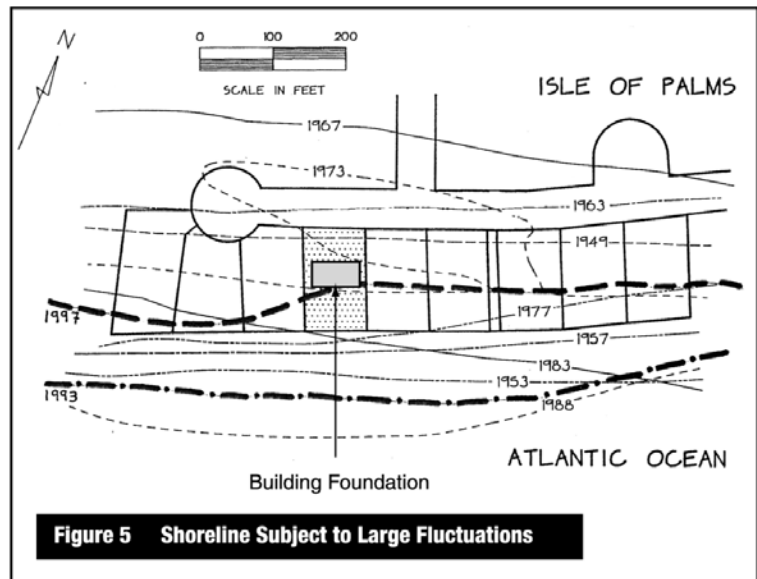 N
0 100 200
SCALE IN FEET
ISLE OF PALMS
1967
1973
1963
1949
1997
1977
1957
1983
1953
1993
1988
ATLANTIC OCEAN
Building Foundation
Figure 5 Shoreline Subject to Large Fluctuations